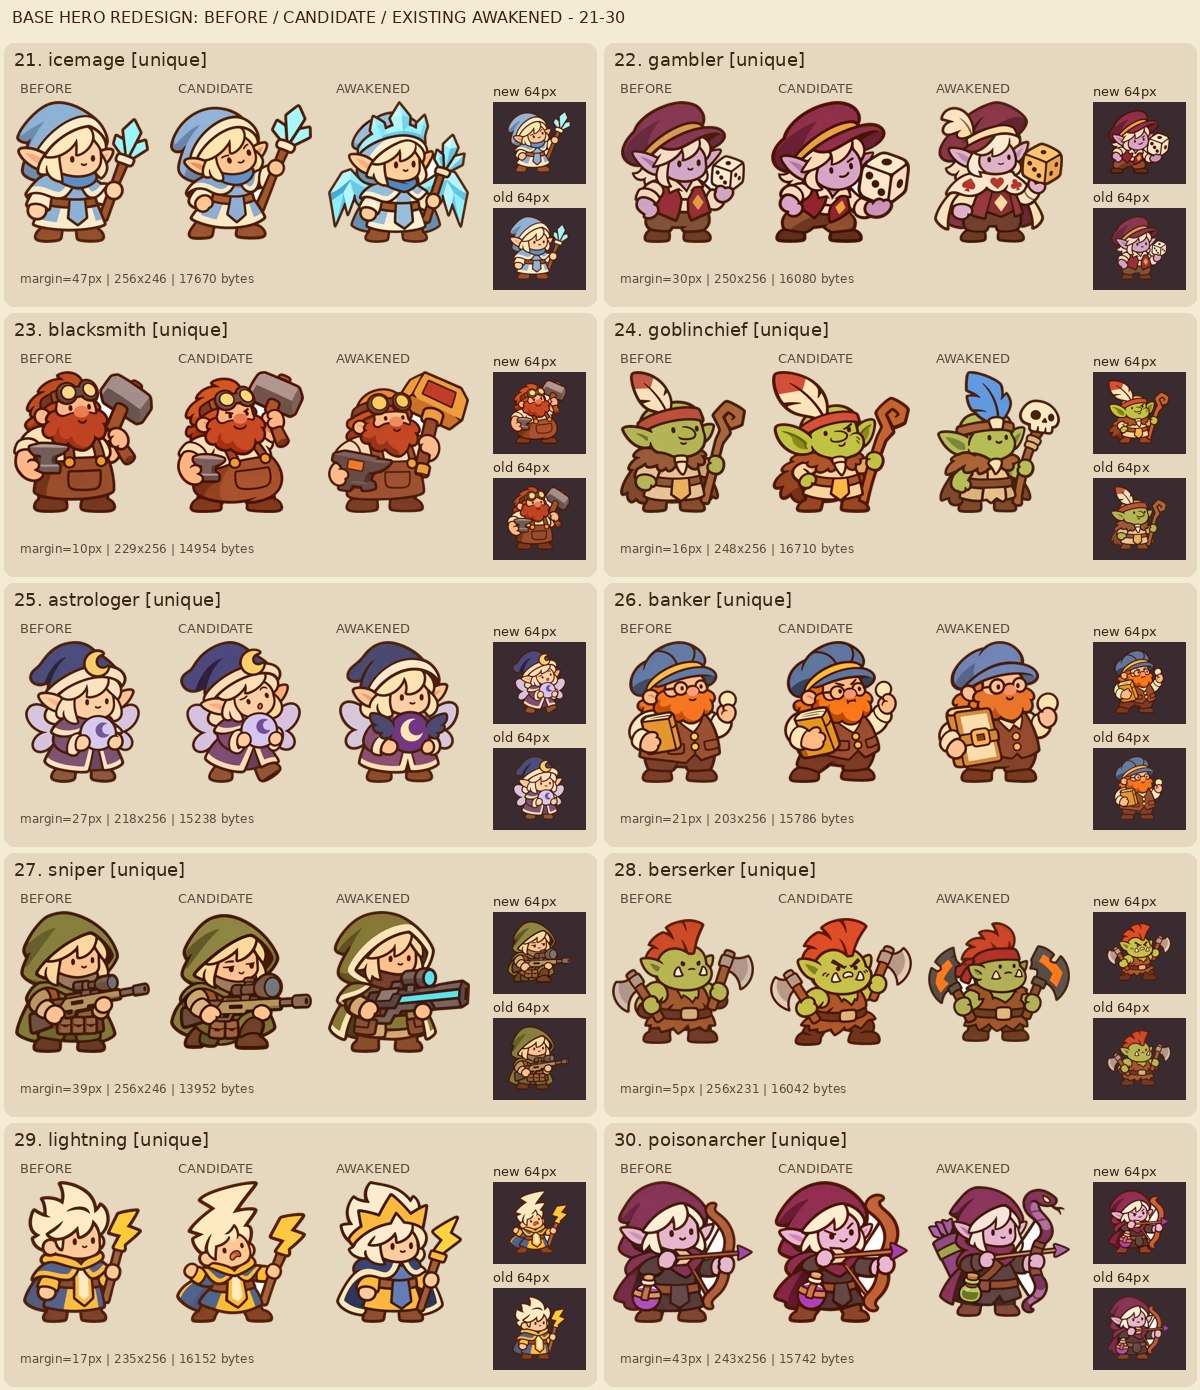 BASE HERO REDESIGN: BEFORE / CANDIDATE / EXISTING AWAKENED - 21-30
21. icemage [unique]
BEFORE CANDIDATE AWAKENED new 64px
old 64px
margin=47px | 256x246 | 17670 bytes
22. gambler [unique]
BEFORE CANDIDATE AWAKENED new 64px
old 64px
margin=30px | 250x256 | 16080 bytes
23. blacksmith [unique]
BEFORE CANDIDATE AWAKENED new 64px
old 64px
margin=10px | 229x256 | 14954 bytes
24. goblinchief [unique]
BEFORE CANDIDATE AWAKENED new 64px
old 64px
margin=16px | 248x256 | 16710 bytes
25. astrologer [unique]
BEFORE CANDIDATE AWAKENED new 64px
old 64px
margin=27px | 218x256 | 15238 bytes
26. banker [unique]
BEFORE CANDIDATE AWAKENED new 64px
old 64px
margin=21px | 203x256 | 15786 bytes
27. sniper [unique]
BEFORE CANDIDATE AWAKENED new 64px
old 64px
margin=39px | 256x246 | 13952 bytes
28. berserker [unique]
BEFORE CANDIDATE AWAKENED new 64px
old 64px
margin=5px | 256x231 | 16042 bytes
29. lightning [unique]
BEFORE CANDIDATE AWAKENED new 64px
old 64px
margin=17px | 235x256 | 16152 bytes
30. poisonarcher [unique]
BEFORE CANDIDATE AWAKENED new 64px
old 64px
margin=43px | 243x256 | 15742 bytes